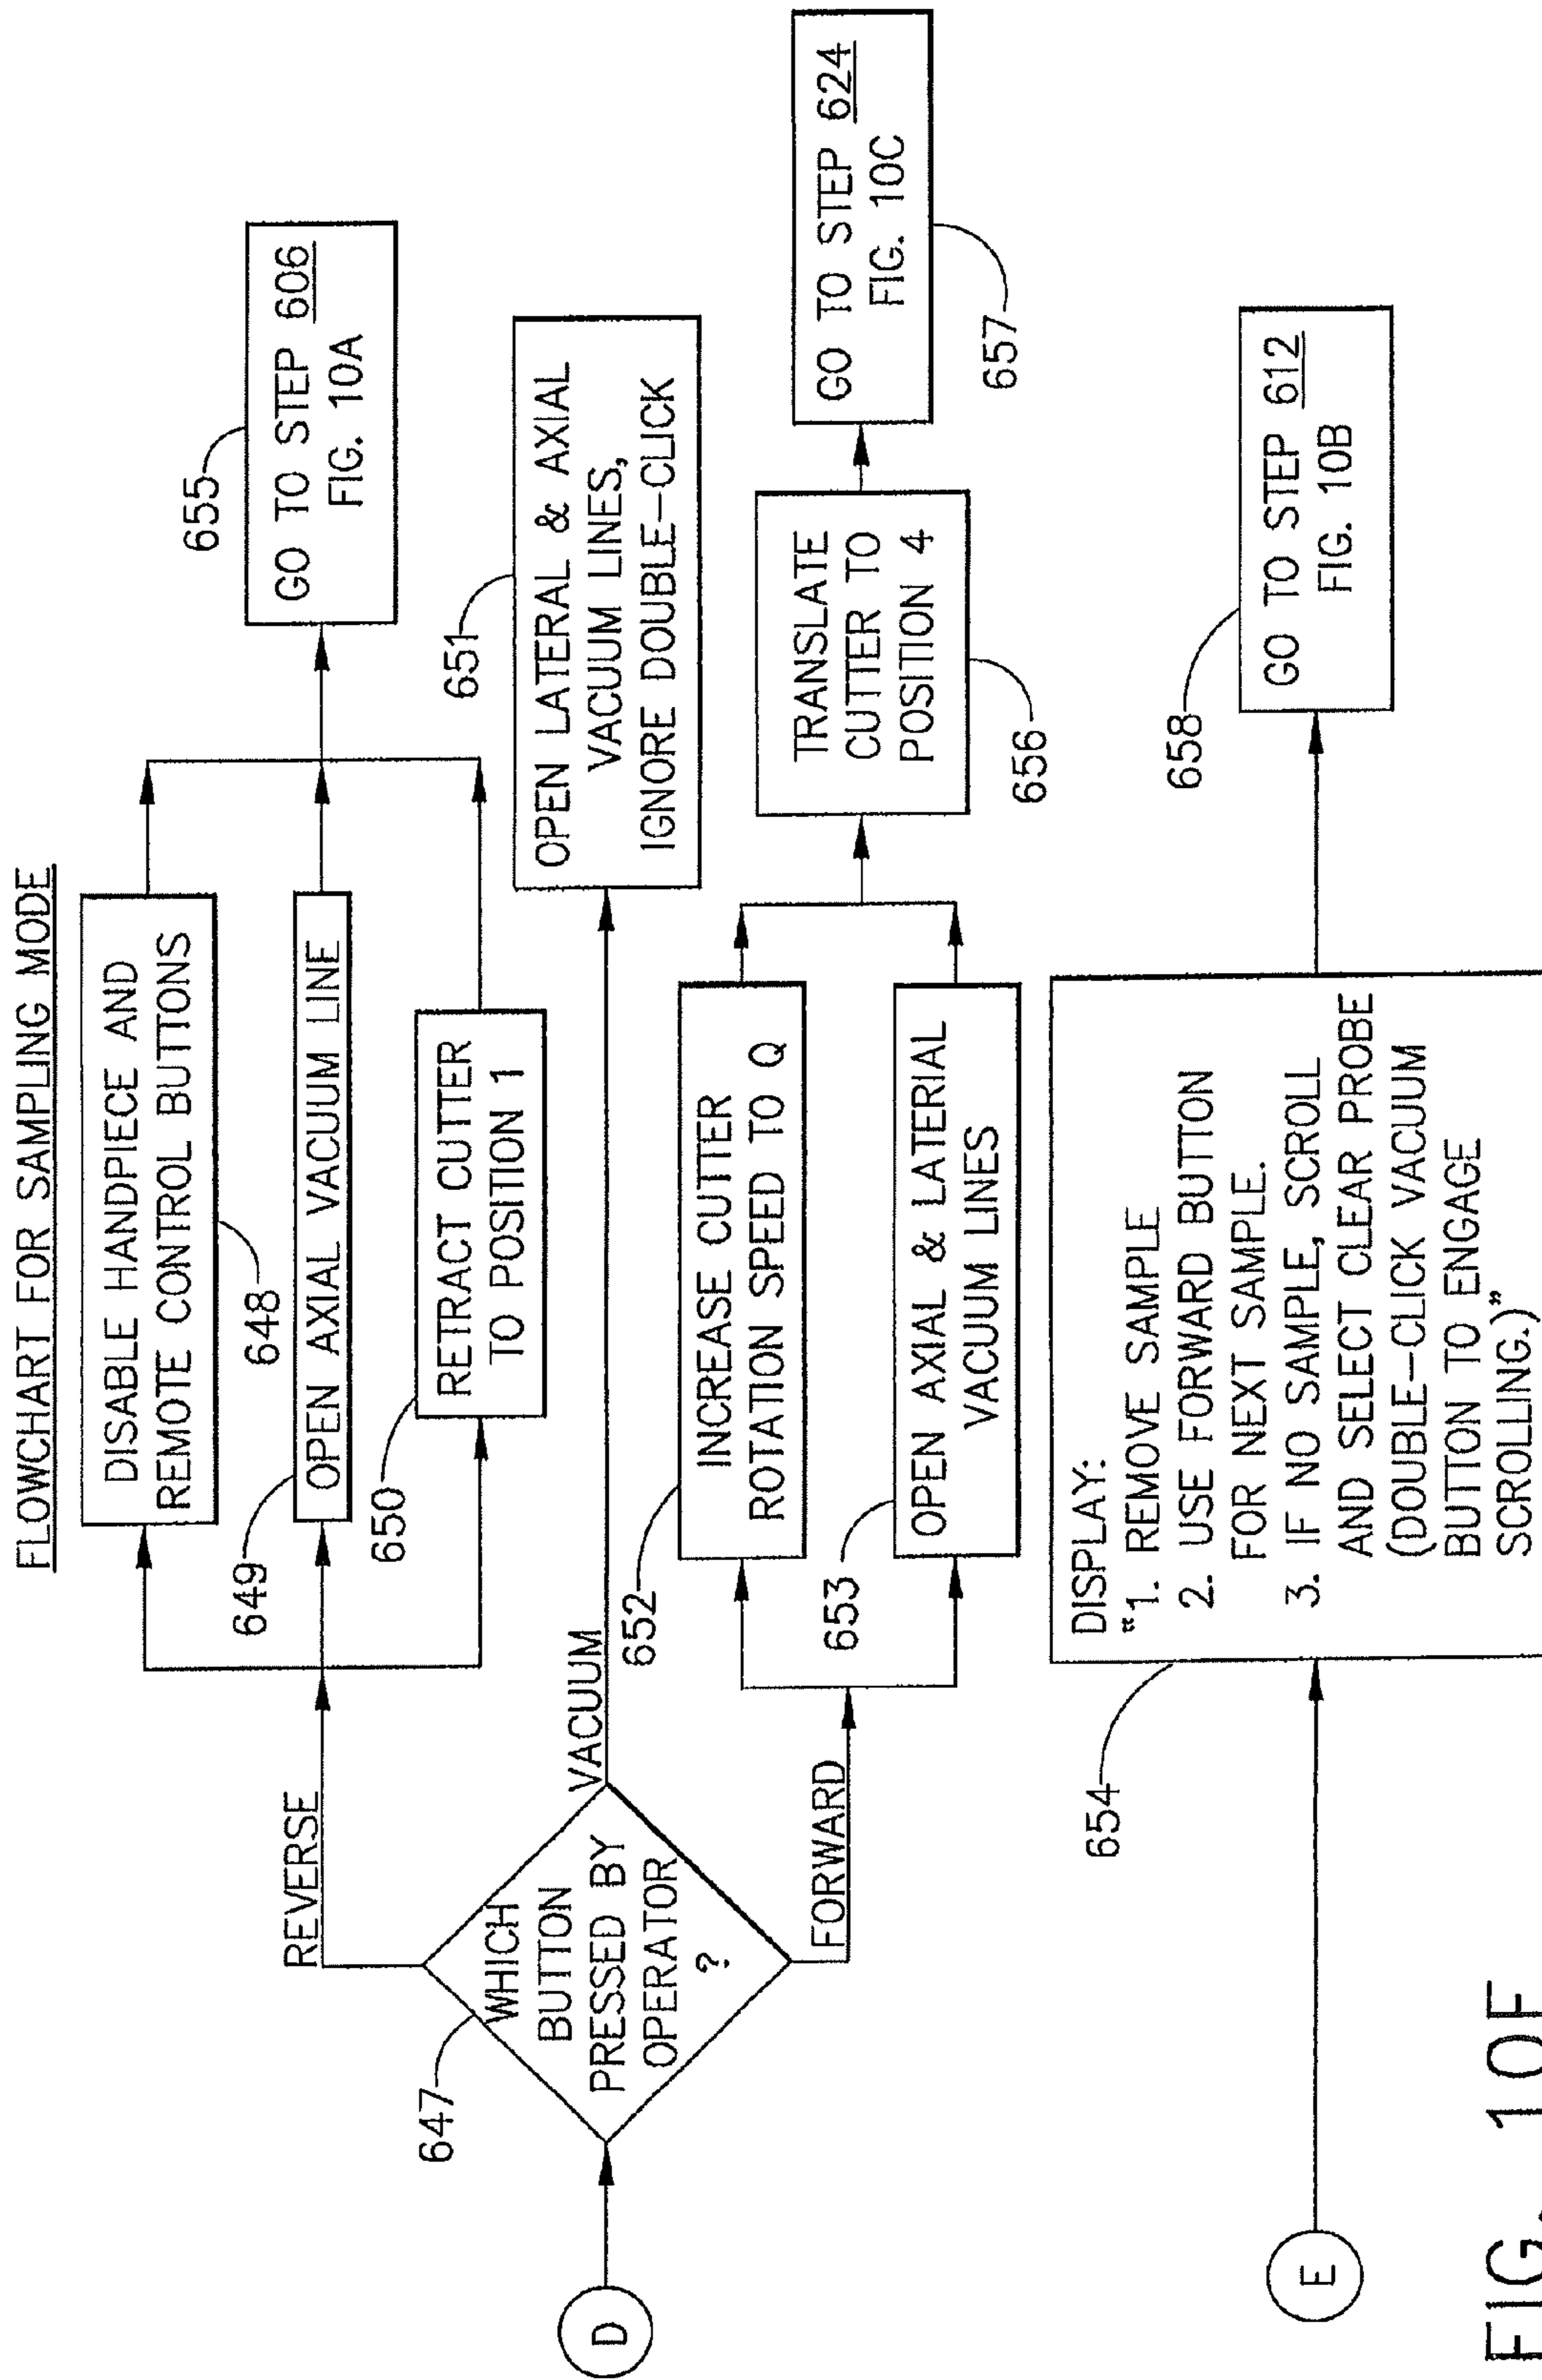 FLOWCHART FOR SAMPLING MODE
DISABLE HANDPIECE AND
REMOTE CONTROL BUTTONS
648
649
OPEN AXIAL VACUUM LINE
650
RETRACT CUTTER
TO POSITION 1
655
GO TO STEP 606
FIG. 10A
REVERSE
647
WHICH
BUTTON
PRESSED BY
OPERATOR
?
D
VACUUM
651
OPEN LATERAL & AXIAL
VACUUM LINES,
IGNORE DOUBLE-CLICK
FORWARD
652
INCREASE CUTTER
ROTATION SPEED TO Q
653
OPEN AXIAL & LATERIAL
VACUUM LINES
TRANSLATE
CUTTER TO
POSITION 4
656
GO TO STEP 624
FIG. 10C
657
E
654
DISPLAY:
“1. REMOVE SAMPLE
2. USE FORWARD BUTTON
FOR NEXT SAMPLE.
3. IF NO SAMPLE, SCROLL
AND SELECT CLEAR PROBE
(DOUBLE-CLICK VACUUM
BUTTON TO ENGAGE
SCROLLING.)”
658
GO TO STEP 612
FIG. 10B
FIG.